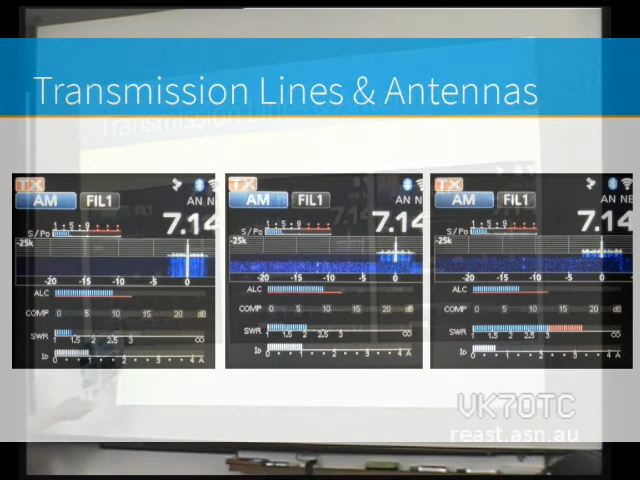 Transmission Lines & Antennas
TX
AM FIL1
AN N
7.14
1 5 9
S/Po
-25k
-20 -15 -10 -5 0
ALC
COMP 0 5 10 15 20 dB
SWR
1 1.5 2 2.5 3 ∞
ID
0 1 2 3 4 A
TX
AM FIL1
AN NE
7.14
1 5 9
S/Po
-25k
-20 -15 -10 -5 0
ALC
COMP 0 5 10 15 20 dB
SWR
1 1.5 2 2.5 3 ∞
ID
0 1 2 3 4 A
TX
AM FIL1
AN NE
7.14
1 5 9
S/Po
-25k
-20 -15 -10 -5 0
ALC
COMP 0 5 10 15 20 dB
SWR
1 1.5 2 2.5 3 ∞
ID
0 1 2 3 4 A
VK7OTC
reast.asn.au